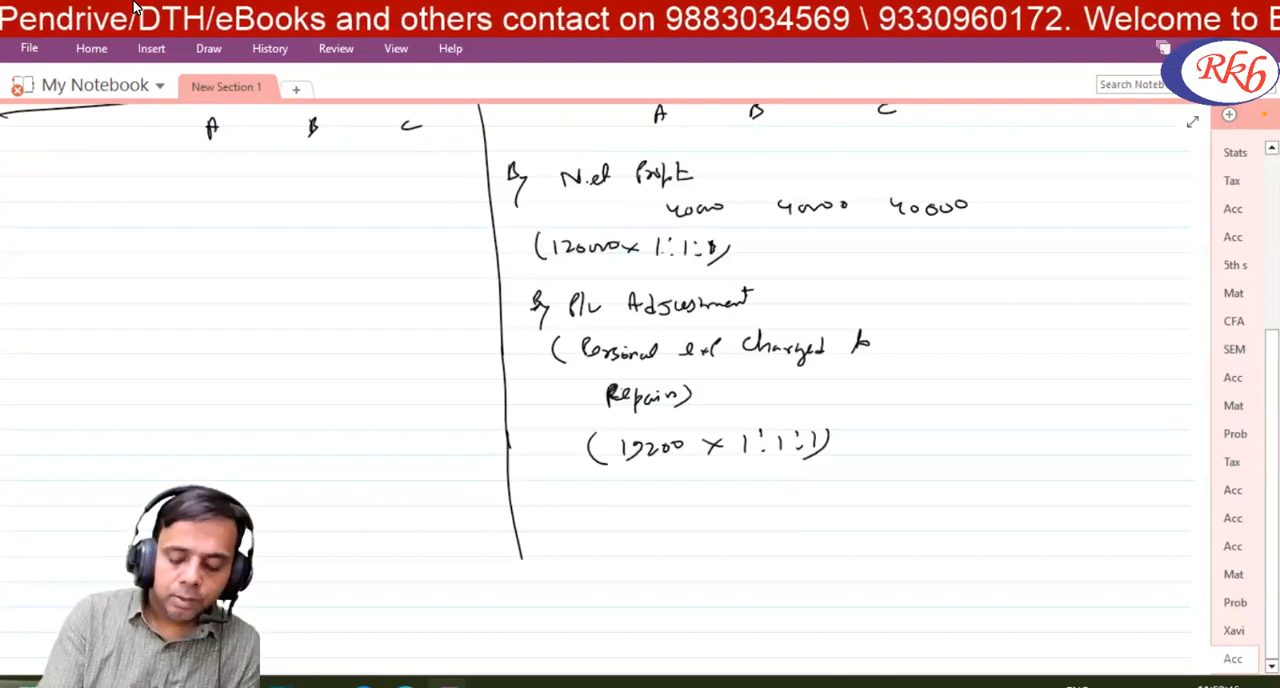 Pendrive/DTH/eBooks and others contact on 9883034569 \ 9330960172. Welcome to E
File Home Insert Draw History Review View Help
Rkb
My Notebook New Section 1 +
Search Noteb
A B C
A B C
By Net Profit
40000 40000 40000
(120000 x 1:1:1)
By P/L Adjustment
(Personal exp charged to
Repairs)
(19200 x 1:1:1)
Stats
Tax
Acc
Acc
5th s
Mat
CFA
SEM
Acc
Mat
Prob
Tax
Acc
Acc
Acc
Mat
Prob
Xavi
Acc